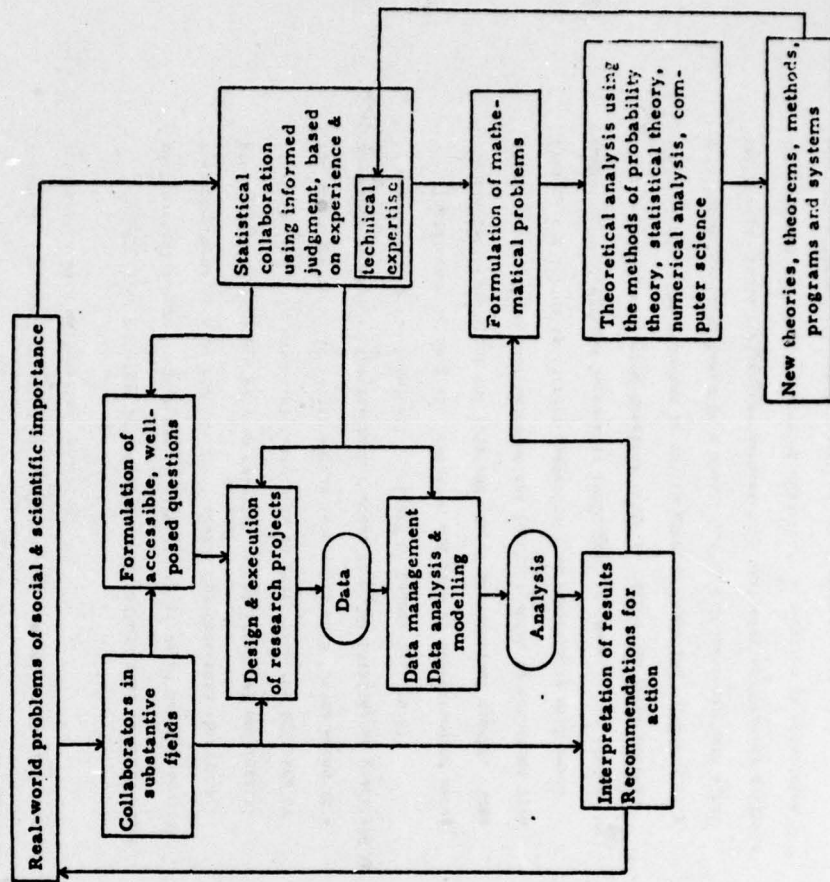 Real-world problems of social & scientific importance
Collaborators in
substantive
fields
Formulation of
accessible, well-
posed questions
Statistical
collaboration
using informed
judgment, based
on experience &
technical
expertise
Design & execution
of research projects
Data
Data management
Data analysis &
modelling
Analysis
Interpretation of results
Recommendations for
action
Formulation of mathe-
matical problems
Theoretical analysis using
the methods of probability
theory, statistical theory,
numerical analysis, com-
puter science
New theories, theorems, methods,
programs and systems